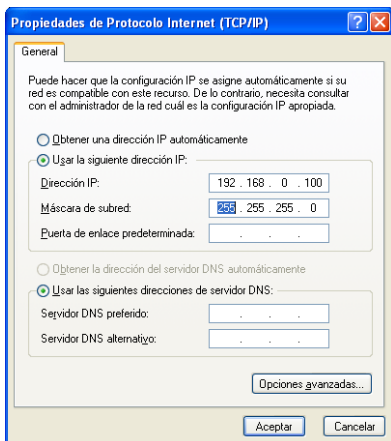 Propiedades de Protocolo Internet (TCP/IP)
General
Puede hacer que la configuración IP se asigne automáticamente si su
red es compatible con este recurso. De lo contrario, necesita consultar
con el administrador de la red cuál es la configuración IP apropiada.
Obtener una dirección IP automáticamente
Usar la siguiente dirección IP:
Dirección IP: 192 . 168 . 0 . 100
Máscara de subred: 255 . 255 . 255 . 0
Puerta de enlace predeterminada: . . .
Obtener la dirección del servidor DNS automáticamente
Usar las siguientes direcciones de servidor DNS:
Servidor DNS preferido: . . .
Servidor DNS alternativo: . . .
Opciones avanzadas...
Aceptar Cancelar